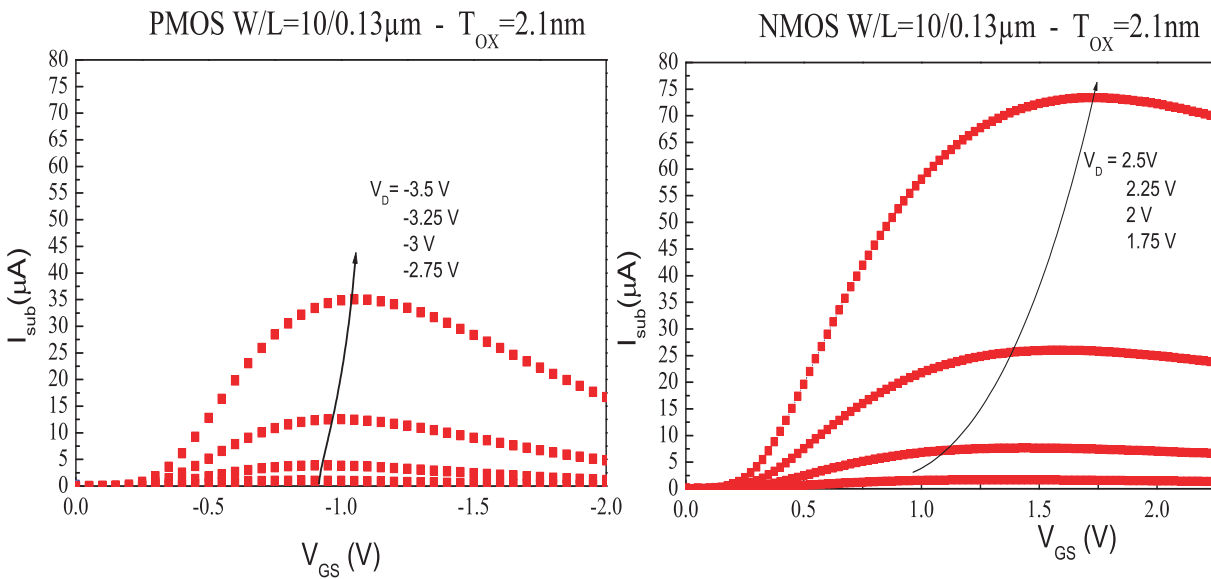 PMOS W/L=10/0.13µm - TOX=2.1nm
80
75
70
65
60
55
50
45
40
35
30
25
20
15
10
5
0
Isub(µA)
VD= -3.5 V
-3.25 V
-3 V
-2.75 V
0.0 -0.5 -1.0 -1.5 -2.0
VGS (V)
NMOS W/L=10/0.13µm - TOX=2.1nm
80
75
70
65
60
55
50
45
40
35
30
25
20
15
10
5
0
Isub(µA)
VD= 2.5V
2.25 V
2 V
1.75 V
0.0 0.5 1.0 1.5 2.0
VGS (V)